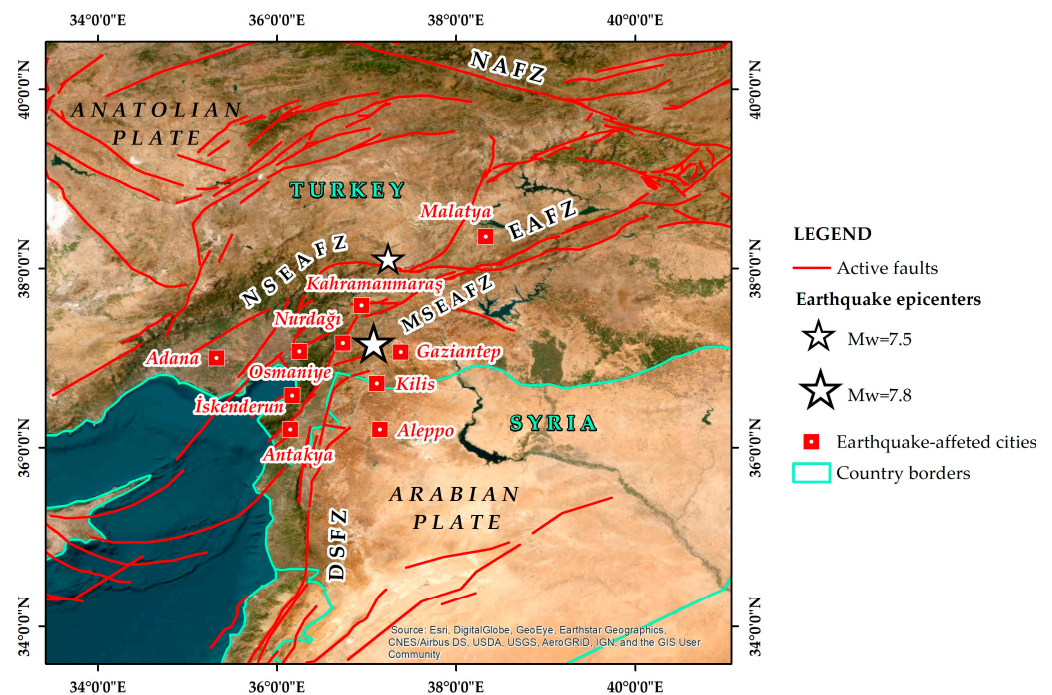 34°0'0"E 36°0'0"E 38°0'0"E 40°0'0"E
40°0'0"N
40°0'0"N
NAFZ
ANATOLIAN
PLATE
TURKEY
Malatya
EAFZ
38°0'0"N
38°0'0"N
NSEAFZ
Kahramanmaraş
MSEAFZ
Nurdağı
Adana
Osmaniye
Gaziantep
Kilis
İskenderun
SYRIA
Aleppo
Antakya
36°0'0"N
36°0'0"N
ARABIAN
PLATE
DSFZ
34°0'0"N
34°0'0"N
Source: Esri, DigitalGlobe, GeoEye, Earthstar Geographics,
CNES/Airbus DS, USDA, USGS, AeroGRID, IGN, and the GIS User
Community
34°0'0"E 36°0'0"E 38°0'0"E 40°0'0"E
LEGEND
Active faults
Earthquake epicenters
Mw=7.5
Mw=7.8
Earthquake-affeted cities
Country borders